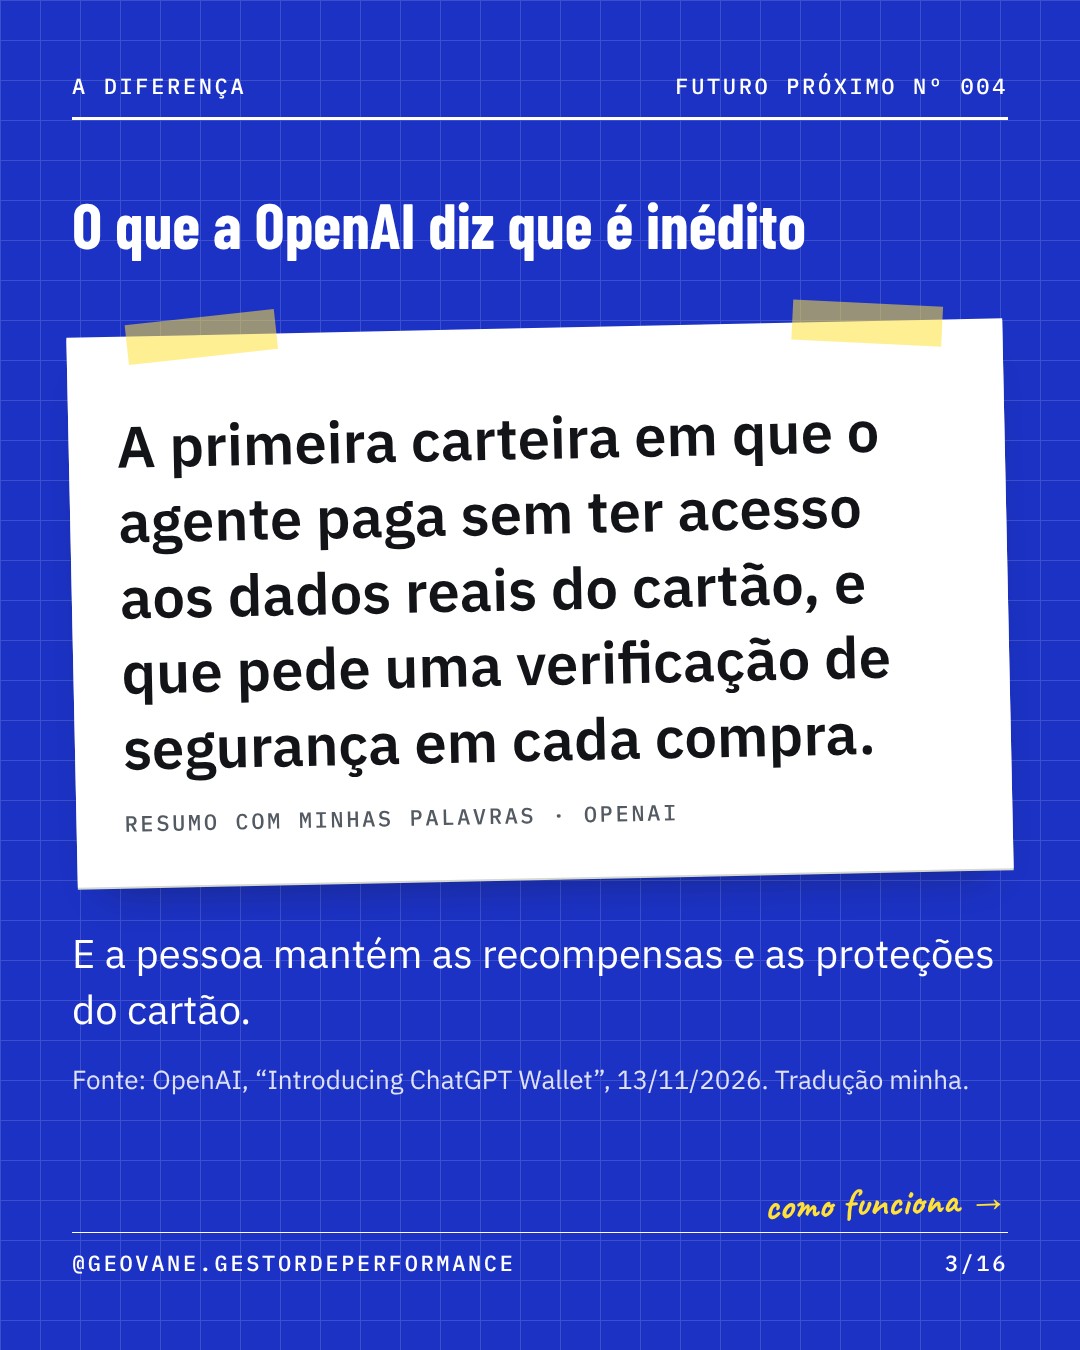 A DIFERENÇA
FUTURO PRÓXIMO Nº 004
O que a OpenAI diz que é inédito
A primeira carteira em que o
agente paga sem ter acesso
aos dados reais do cartão, e
que pede uma verificação de
segurança em cada compra.
RESUMO COM MINHAS PALAVRAS · OPENAI
E a pessoa mantém as recompensas e as proteções
do cartão.
Fonte: OpenAI, “Introducing ChatGPT Wallet”, 13/11/2026. Tradução minha.
como funciona →
@GEOVANE.GESTORDEPERFORMANCE
3/16